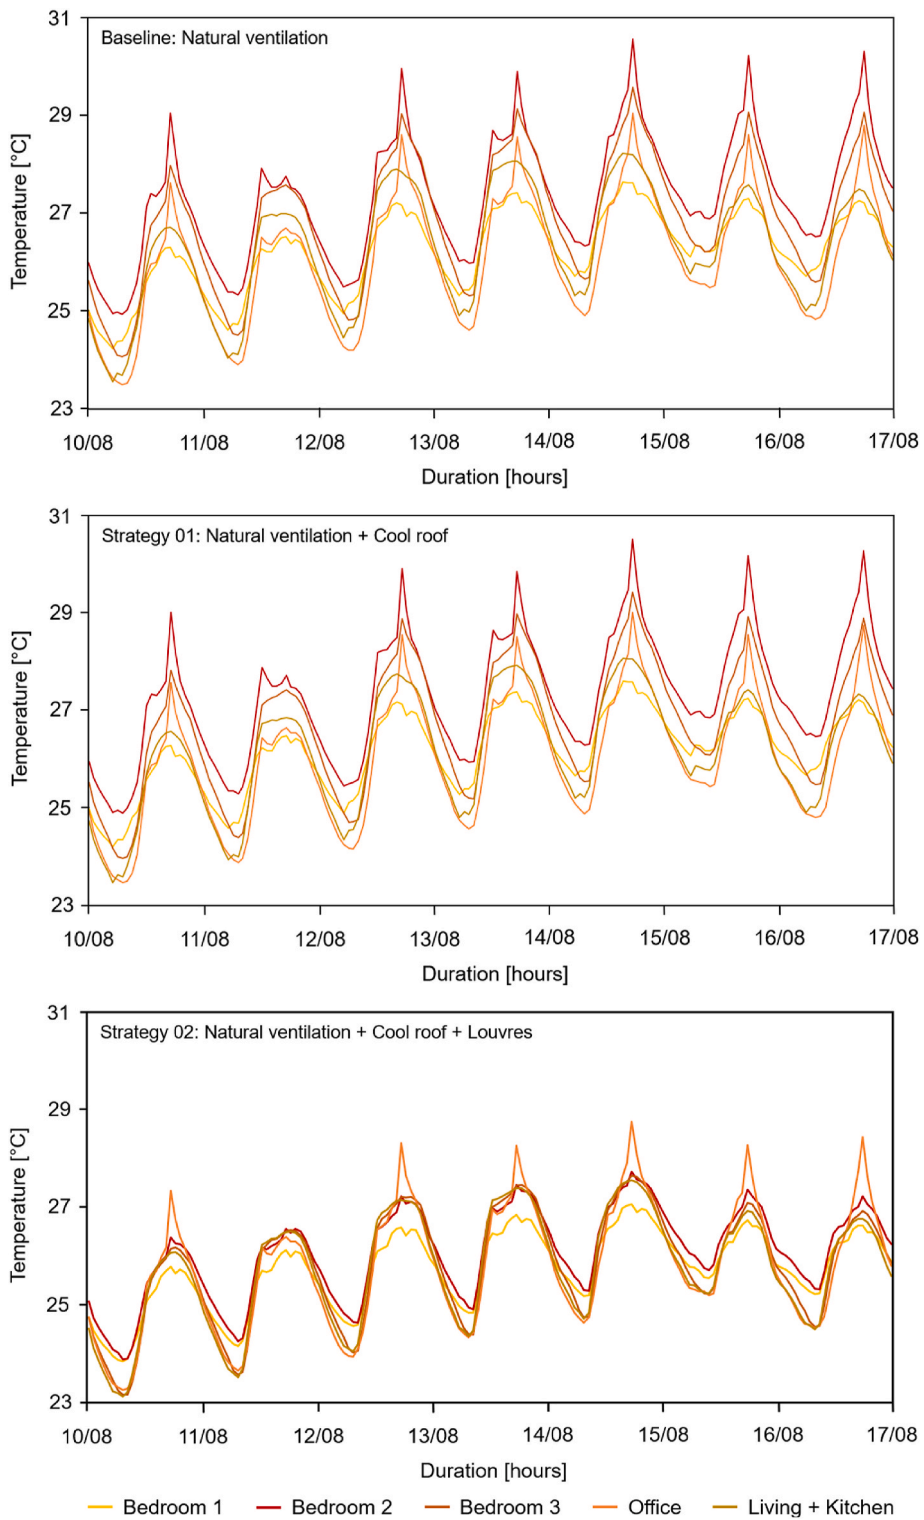 Baseline: Natural ventilation
31
29
27
25
23
Temperature [°C]
10/08 11/08 12/08 13/08 14/08 15/08 16/08 17/08
Duration [hours]
Strategy 01: Natural ventilation + Cool roof
31
29
27
25
23
Temperature [°C]
10/08 11/08 12/08 13/08 14/08 15/08 16/08 17/08
Duration [hours]
Strategy 02: Natural ventilation + Cool roof + Louvres
31
29
27
25
23
Temperature [°C]
10/08 11/08 12/08 13/08 14/08 15/08 16/08 17/08
Duration [hours]
Bedroom 1 Bedroom 2 Bedroom 3 Office Living + Kitchen